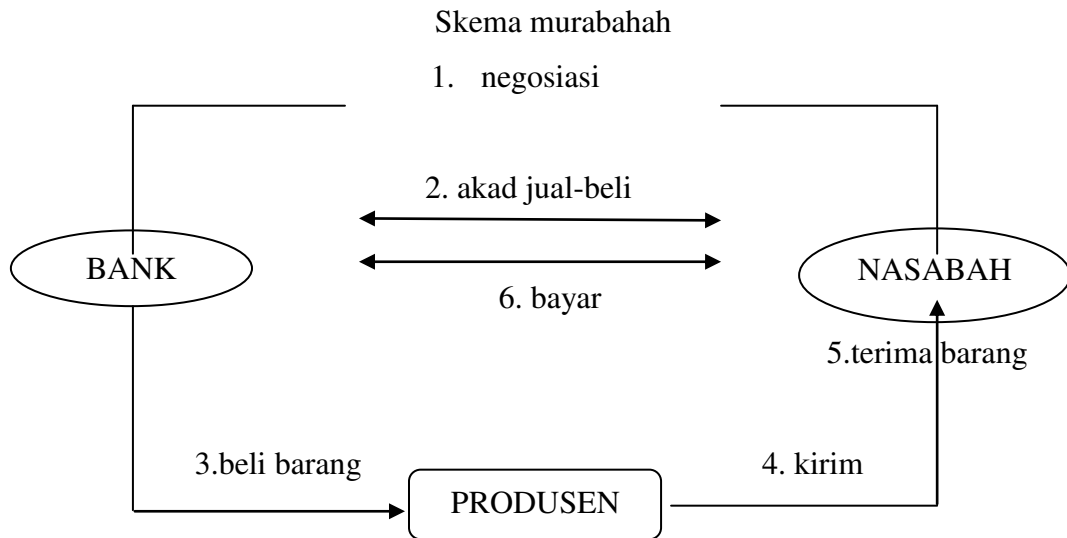 Skema murabahah
1. negosiasi
2. akad jual-beli
BANK
NASABAH
6. bayar
5.terima barang
3.beli barang
4. kirim
PRODUSEN